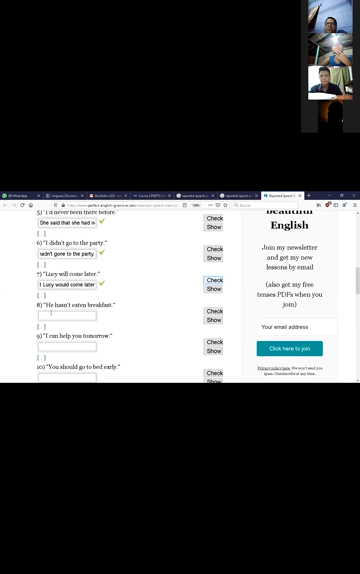 5) "I'd never been there before."
She said that she had n
Check
[ ]
Show
6) "I didn't go to the party."
hadn't gone to the party.
Check
[ ]
Show
7) "Lucy will come later."
t Lucy would come later
Check
[ ]
Show
8) "He hasn't eaten breakfast."
Check
[ ]
Show
9) "I can help you tomorrow."
Check
[ ]
Show
10) "You should go to bed early."
Check
beautiful
English
Join my newsletter
and get my new
lessons by email
(also get my free
tenses PDFs when you
join)
Your email address
Click here to join
Privacy policy here. We won't send you
spam. Unsubscribe at any time.